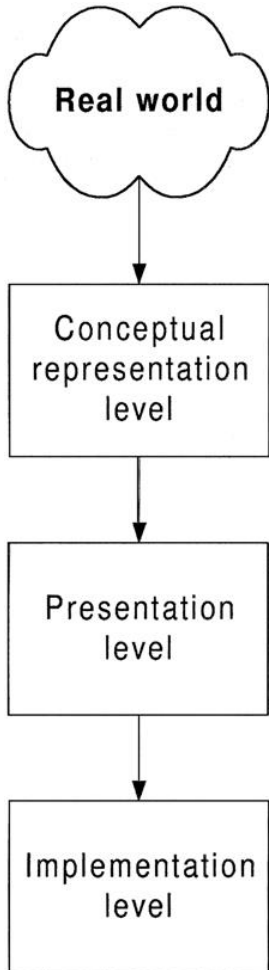 Real world
Conceptual
representation
level
Presentation
level
Implementation
level